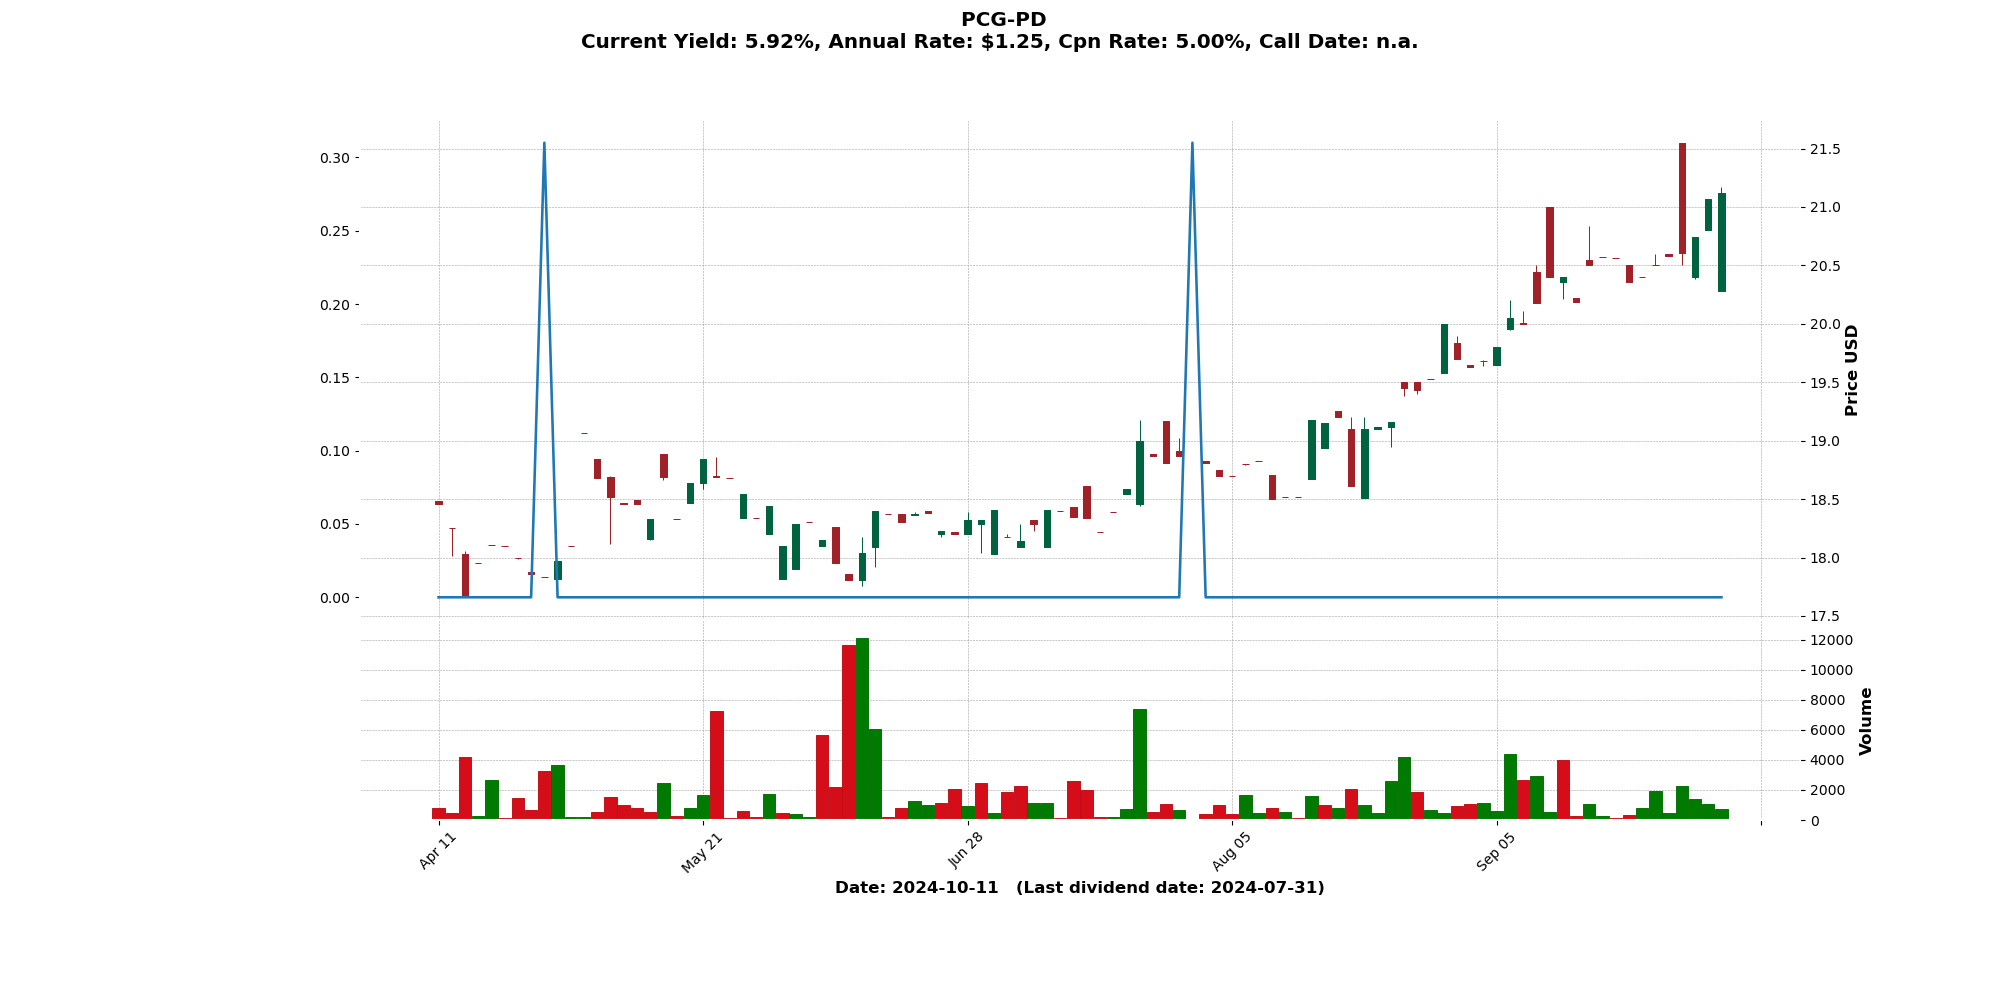 PCG-PD
Current Yield: 5.92%, Annual Rate: $1.25, Cpn Rate: 5.00%, Call Date: n.a.
0.30
0.25
0.20
0.15
0.10
0.05
0.00
21.5
21.0
20.5
20.0
19.5
19.0
18.5
18.0
17.5
Price USD
12000
10000
8000
6000
4000
2000
0
Volume
Apr 11
May 21
Jun 28
Aug 05
Sep 05
Date: 2024-10-11   (Last dividend date: 2024-07-31)